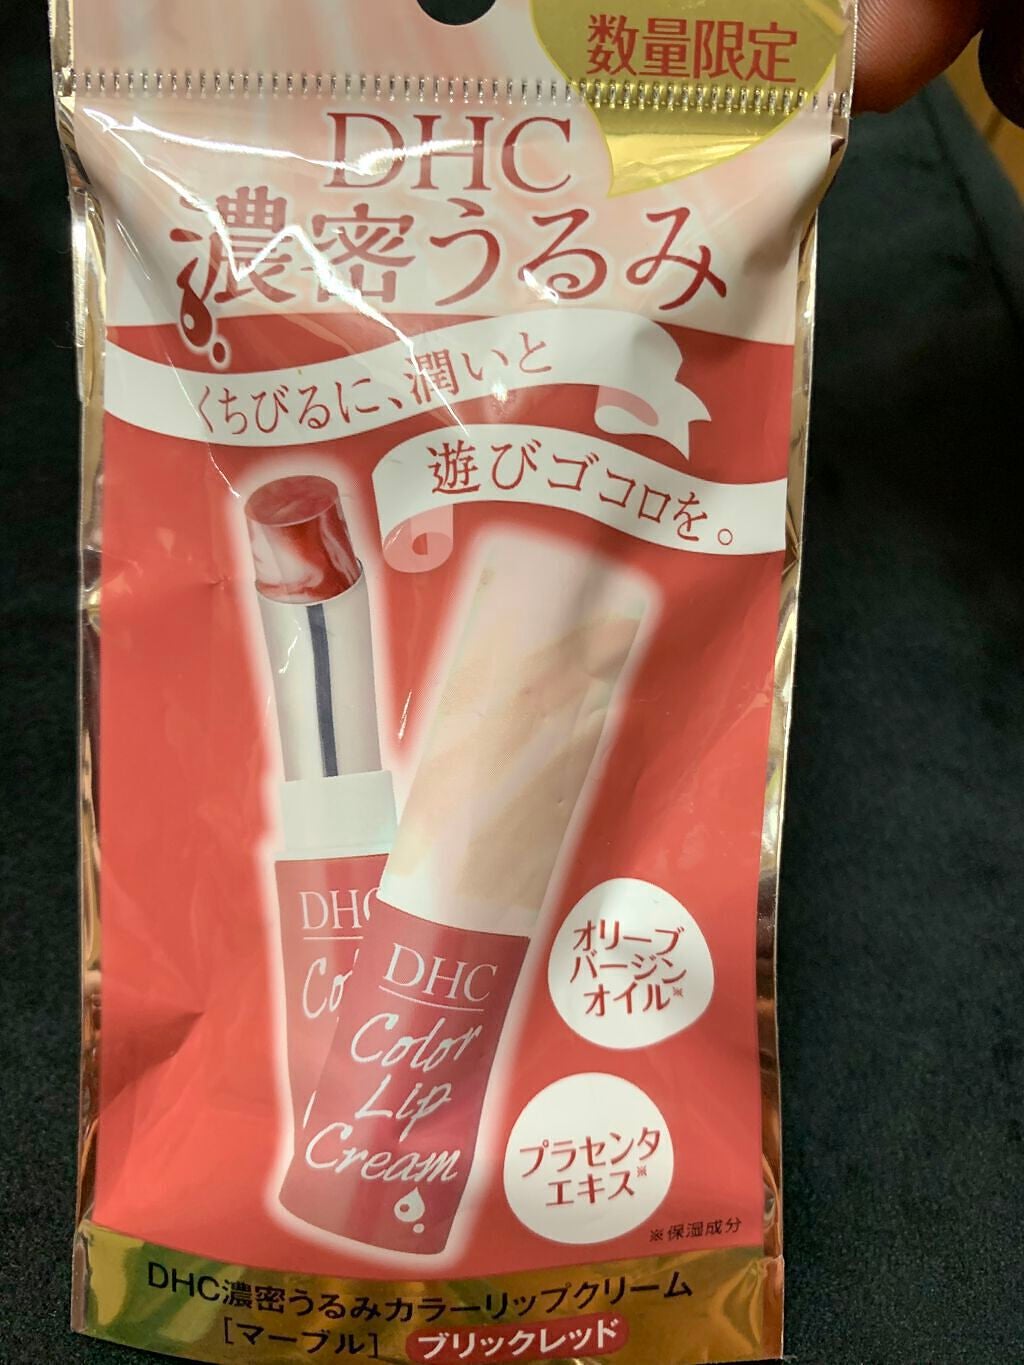 数量限定
DHC
濃密うるみ
くちびるに、潤いと
遊びゴコロを。
DHC
Co
DHC
Color
Lip
Cream
オリーブ
バージン
オイル※
プラセンタ
エキス※
※保湿成分
DHC濃密うるみカラーリップクリーム
[マーブル] ブリックレッド